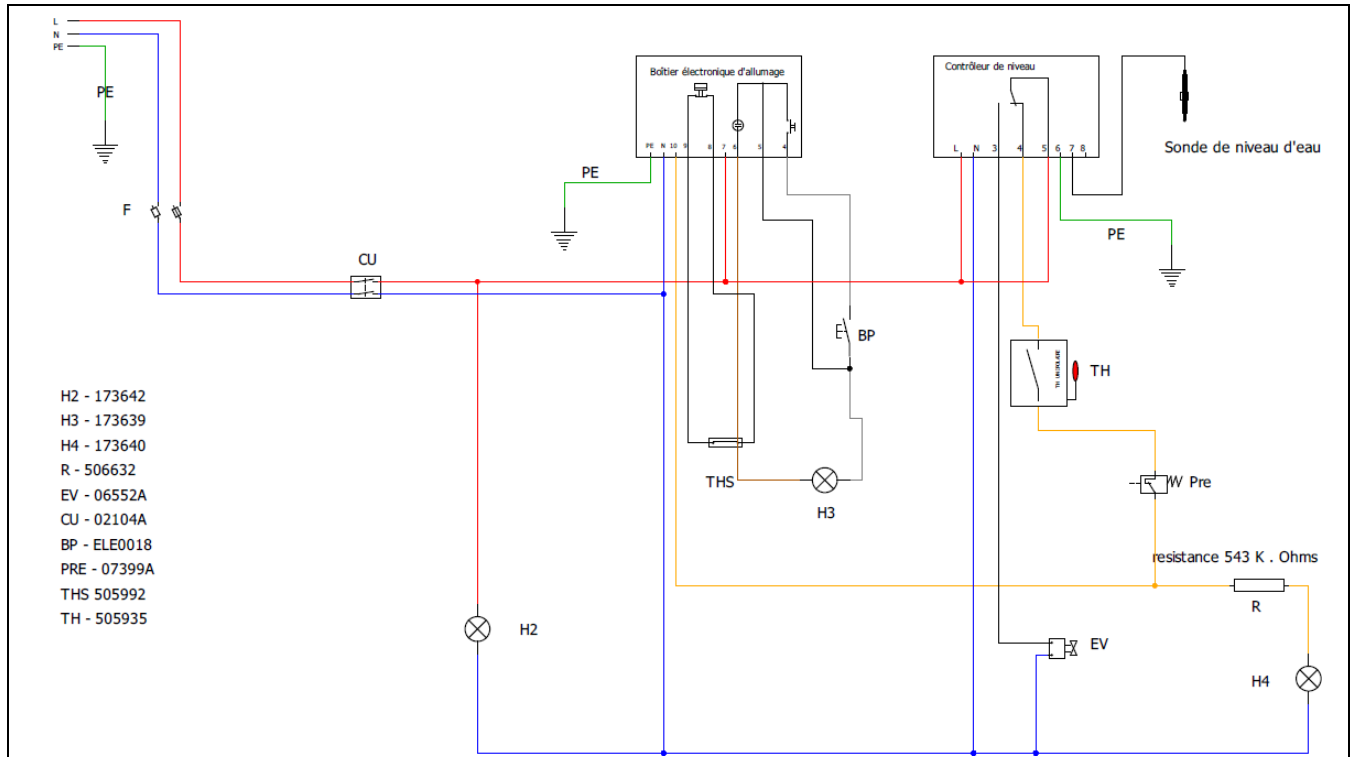 L
N
PE
PE
F
CU
Boîtier électronique d'allumage
PE N 10 9 8 7 6 5 4
PE
Contrôleur de niveau
L N 3 4 5 6 7 8
PE
Sonde de niveau d'eau
BP
TH UNIPOLAIRE
TH
THS
H3
Pre
resistance 543 K . Ohms
R
H2
EV
H4
H2 - 173642
H3 - 173639
H4 - 173640
R - 506632
EV - 06552A
CU - 02104A
BP - ELE0018
PRE - 07399A
THS 505992
TH - 505935